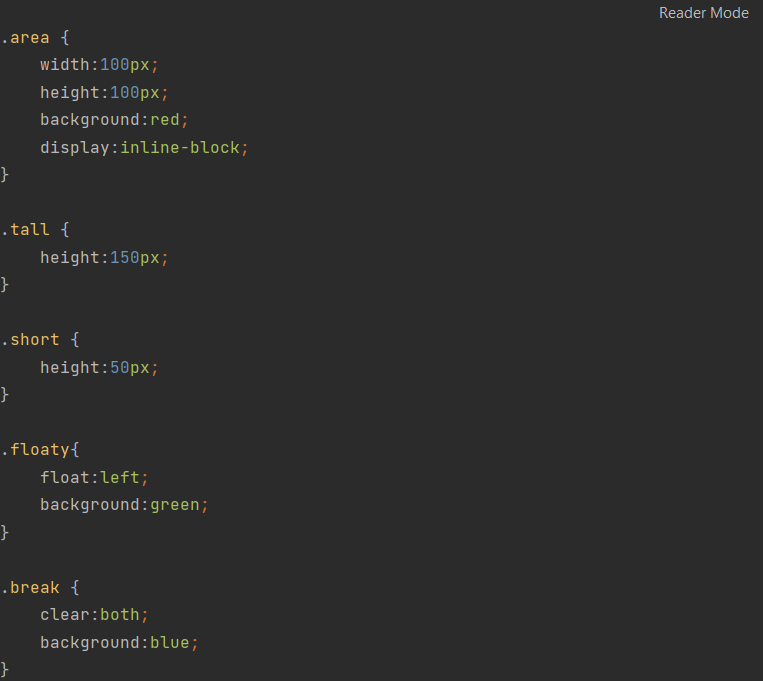 Reader Mode
.area {
    width:100px;
    height:100px;
    background:red;
    display:inline-block;
}

.tall {
    height:150px;
}

.short {
    height:50px;
}

.floaty{
    float:left;
    background:green;
}

.break {
    clear:both;
    background:blue;
}